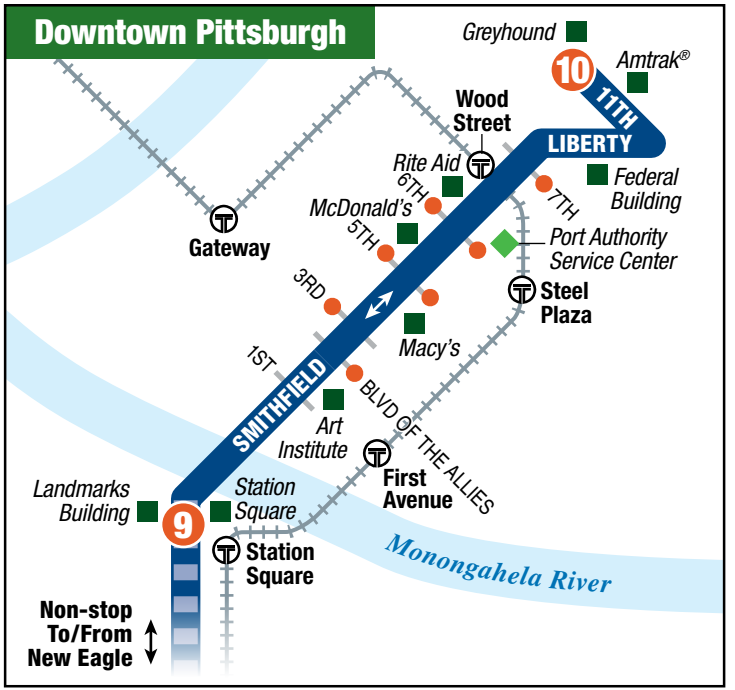 Downtown Pittsburgh
Greyhound
10
Amtrak®
11TH
Wood
Street
LIBERTY
Rite Aid
6TH
7TH
Federal
Building
McDonald's
5TH
Gateway
Port Authority
Service Center
3RD
Steel
Plaza
Macy's
1ST
SMITHFIELD
BLVD OF THE ALLIES
Art
Institute
First
Avenue
Landmarks
Building
9
Station
Square
Station
Square
Monongahela River
Non-stop
To/From
New Eagle
T
T
T
T
T